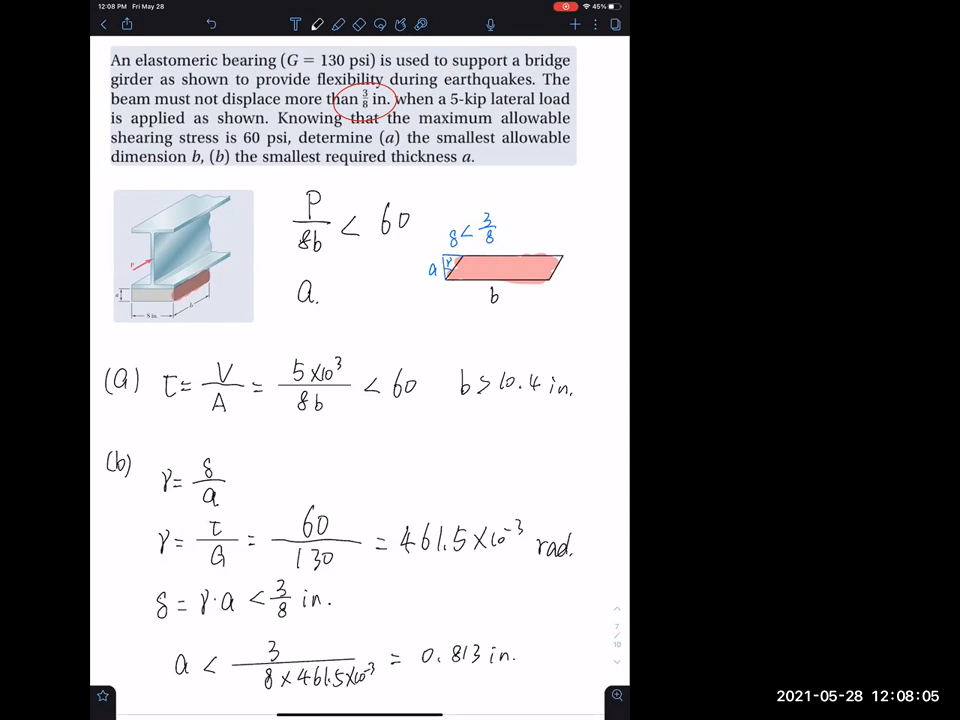 12:08 PM Fri May 28
45%
An elastomeric bearing (G = 130 psi) is used to support a bridge
girder as shown to provide flexibility during earthquakes. The
beam must not displace more than 3/8 in. when a 5-kip lateral load
is applied as shown. Knowing that the maximum allowable
shearing stress is 60 psi, determine (a) the smallest allowable
dimension b, (b) the smallest required thickness a.
P
a
b
8 in.
P/8b < 60
a.
δ < 3/8
a
γ
b
(a) τ = V/A = 5×10³/8b < 60 b > 10.4 in.
(b)
γ = δ/a
γ = τ/G = 60/130 = 461.5×10⁻³ rad.
δ = γ·a < 3/8 in.
a < 3/(8×461.5×10⁻³) = 0.813 in.
7
/
10
2021-05-28 12:08:05